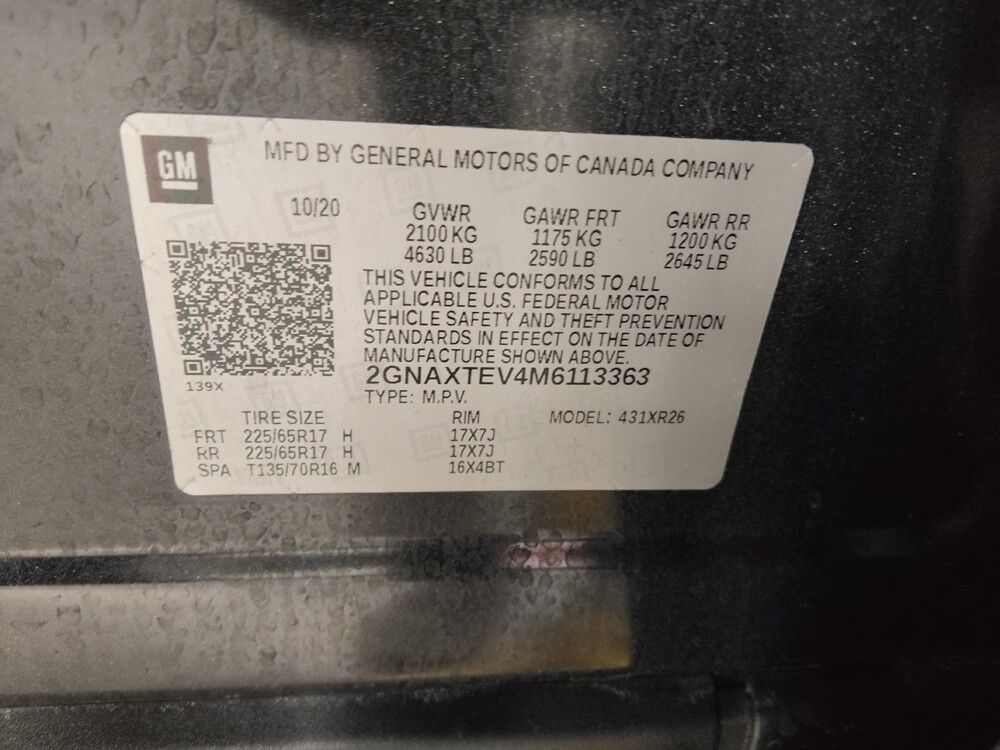 GM
MFD BY GENERAL MOTORS OF CANADA COMPANY
10/20 GVWR GAWR FRT GAWR RR
2100 KG 1175 KG 1200 KG
4630 LB 2590 LB 2645 LB
THIS VEHICLE CONFORMS TO ALL
APPLICABLE U.S. FEDERAL MOTOR
VEHICLE SAFETY AND THEFT PREVENTION
STANDARDS IN EFFECT ON THE DATE OF
MANUFACTURE SHOWN ABOVE.
139X 2GNAXTEV4M6113363
TYPE: M.P.V.
TIRE SIZE RIM MODEL: 431XR26
FRT 225/65R17 H 17X7J
RR 225/65R17 H 17X7J
SPA T135/70R16 M 16X4BT